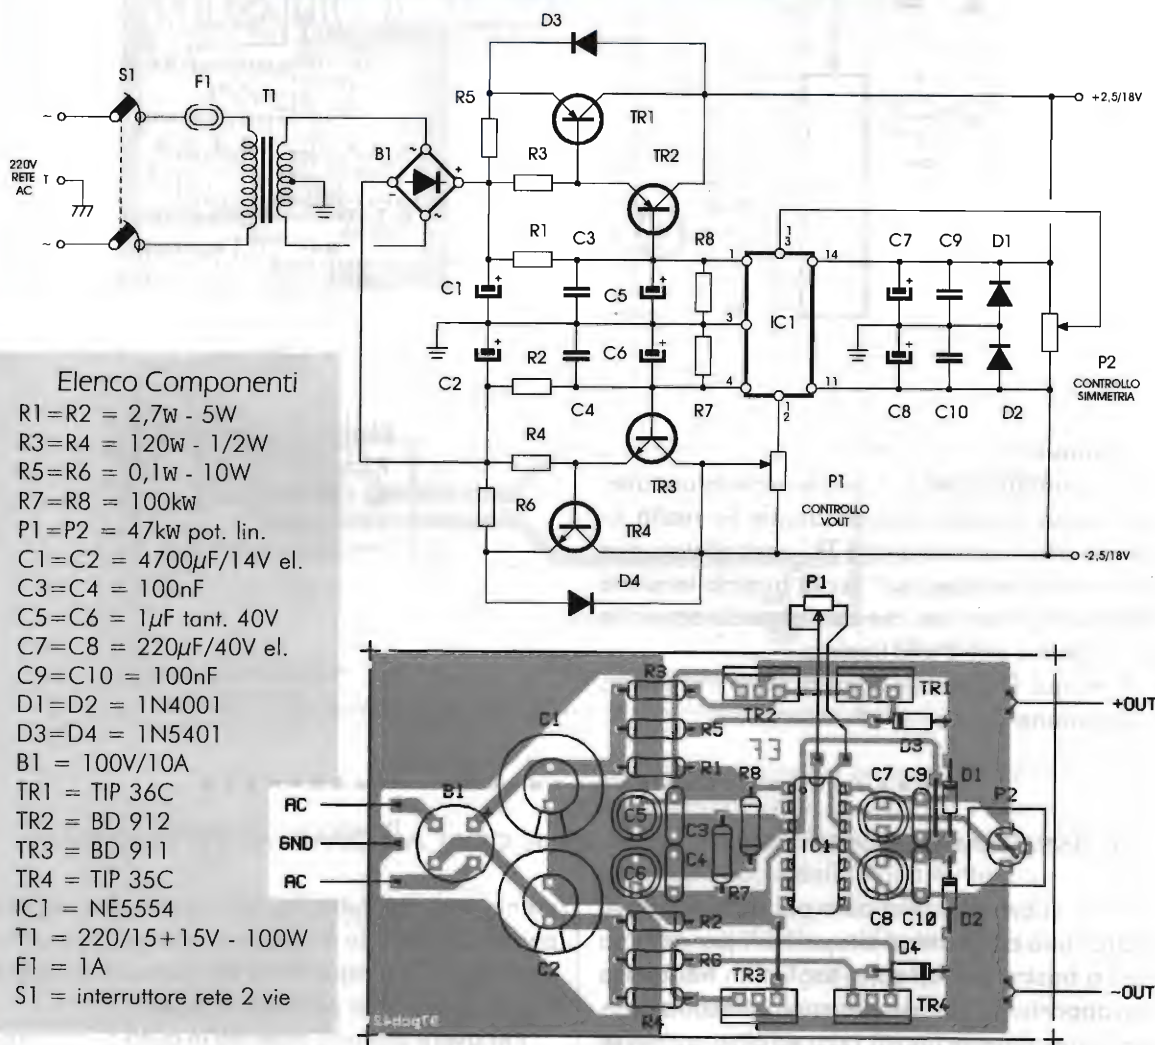 D3
S1
F1
T1
R5
TR1
+2,5/18V
B1
R3
TR2
220V
RETE
AC
T
R1
C3
R8
1
1
3
14
C7
C9
D1
C1
C5
3
IC1
R2
C6
P2
CONTROLLO
SIMMETRIA
C2
C4
R7
4
1
2
11
C8
C10
D2
R4
TR3
P1
CONTROLLO
VOUT
R6
TR4
-2,5/18V
D4
Elenco Componenti
R1=R2 = 2,7w - 5W
R3=R4 = 120w - 1/2W
R5=R6 = 0,1w - 10W
R7=R8 = 100kw
P1=P2 = 47kw pot. lin.
C1=C2 = 4700µF/14V el.
C3=C4 = 100nF
C5=C6 = 1µF tant. 40V
C7=C8 = 220µF/40V el.
C9=C10 = 100nF
D1=D2 = 1N4001
D3=D4 = 1N5401
B1 = 100V/10A
TR1 = TIP 36C
TR2 = BD 912
TR3 = BD 911
TR4 = TIP 35C
IC1 = NE5554
T1 = 220/15+15V - 100W
F1 = 1A
S1 = interruttore rete 2 vie
P1
R3
TR2
TR1
+OUT
C1
R5
D3
FE
R1
R8
C7
C9
D1
P2
AC
B1
GND
C5
C3
IC1
AC
C6
C4
R7
C8
C10
D2
R2
C2
R6
D4
TR3
TR4
-OUT
R4